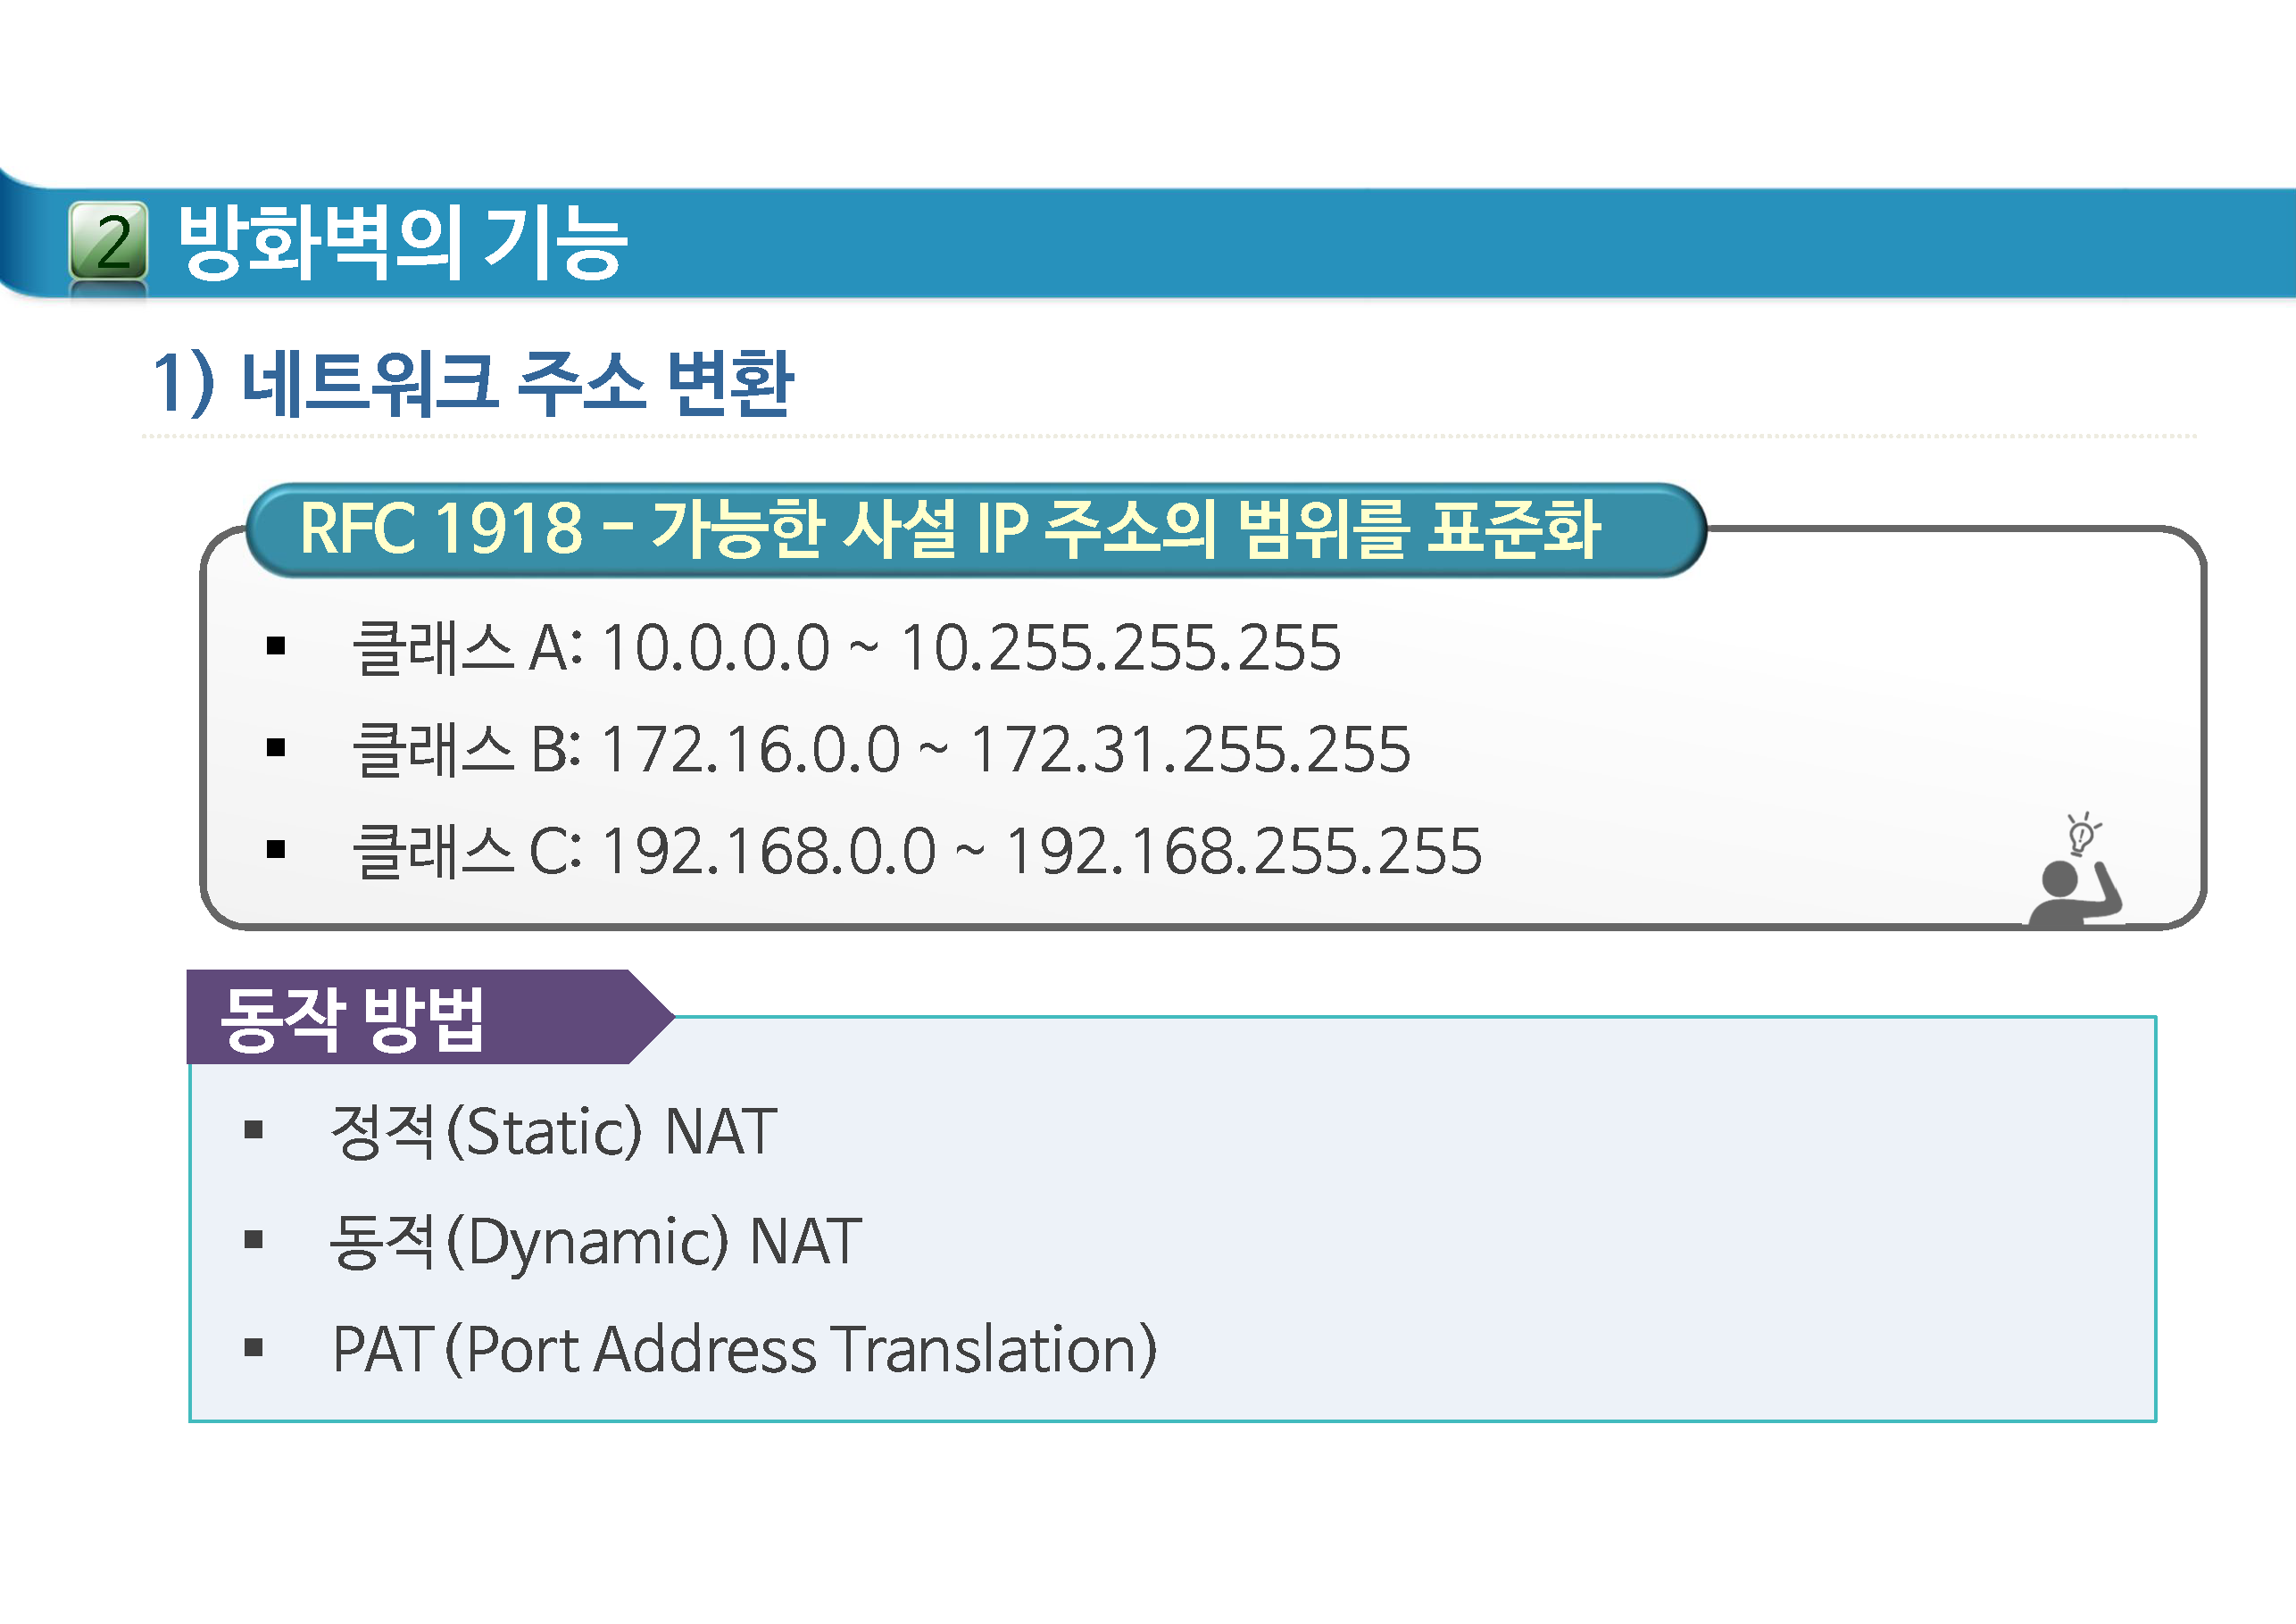 2 방화벽의 기능
1) 네트워크 주소 변환
RFC 1918 - 가능한 사설 IP 주소의 범위를 표준화
▪ 클래스 A: 10.0.0.0 ~ 10.255.255.255
▪ 클래스 B: 172.16.0.0 ~ 172.31.255.255
▪ 클래스 C: 192.168.0.0 ~ 192.168.255.255
동작 방법
▪ 정적(Static) NAT
▪ 동적(Dynamic) NAT
▪ PAT(Port Address Translation)